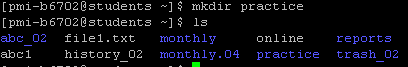 [pmi-b6702@students ~]$ mkdir practice
[pmi-b6702@students ~]$ ls
abc_02 file1.txt monthly online reports
abc1 history_02 monthly.04 practice trash_02